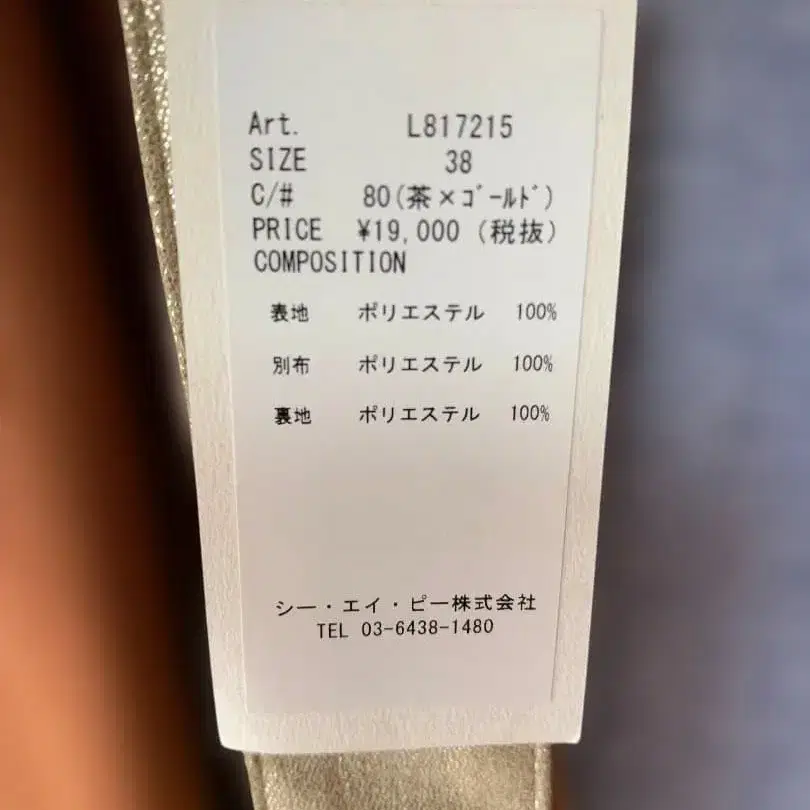 Art. L817215
SIZE 38
C/# 80(茶×ｺﾞｰﾙﾄﾞ)
PRICE ¥19,000 (税抜)
COMPOSITION
表地 ポリエステル 100%
別布 ポリエステル 100%
裏地 ポリエステル 100%
シー・エイ・ピー株式会社
TEL 03-6438-1480